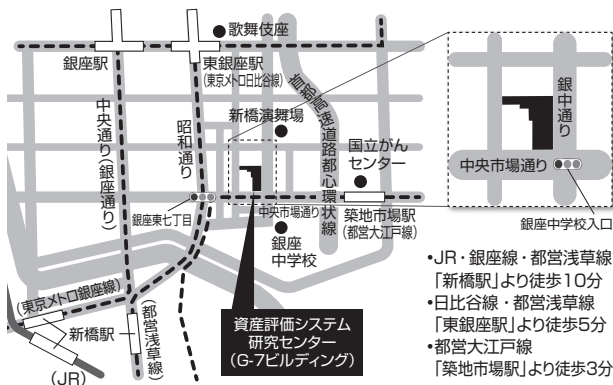 歌舞伎座
銀座駅
東銀座駅
(東京メトロ日比谷線)
首都高速道路都心環状線
銀中通り
中央通り(銀座通り)
昭和通り
新橋演舞場
国立がん
センター
中央市場通り
銀座東七丁目
中央市場通り
築地市場駅
(都営大江戸線)
銀座中学校入口
銀座
中学校
(東京メトロ銀座線)
新橋駅
(都営浅草線)
(JR)
資産評価システム
研究センター
(G-7ビルディング)
•JR・銀座線・都営浅草線
「新橋駅」より徒歩10分
•日比谷線・都営浅草線
「東銀座駅」より徒歩5分
•都営大江戸線
「築地市場駅」より徒歩3分